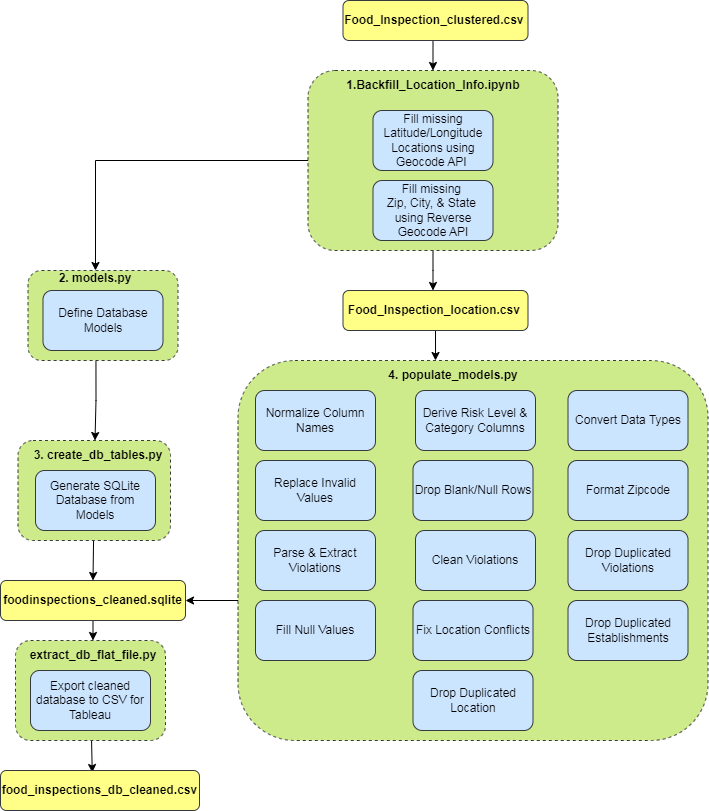 Food_Inspection_clustered.csv
1.Backfill_Location_Info.ipynb
Fill missing
Latitude/Longitude
Locations using
Geocode API
Fill missing
Zip, City, & State
using Reverse
Geocode API
2. models.py
Define Database
Models
Food_Inspection_location.csv
3. create_db_tables.py
Generate SQLite
Database from
Models
4. populate_models.py
Normalize Column
Names
Derive Risk Level &
Category Columns
Convert Data Types
Replace Invalid
Values
Drop Blank/Null Rows
Format Zipcode
Parse & Extract
Violations
Clean Violations
Drop Duplicated
Violations
Fill Null Values
Fix Location Conflicts
Drop Duplicated
Establishments
Drop Duplicated
Location
foodinspections_cleaned.sqlite
extract_db_flat_file.py
Export cleaned
database to CSV for
Tableau
food_inspections_db_cleaned.csv